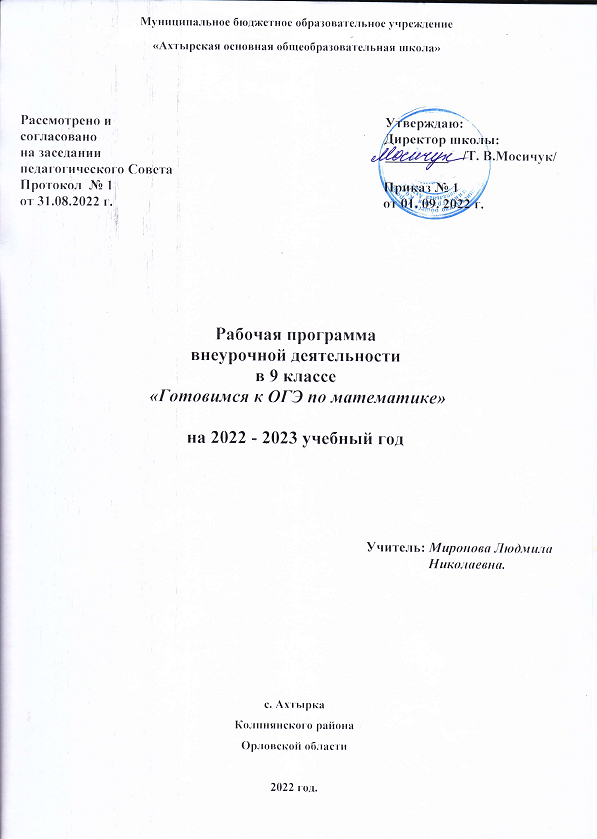 Муниципальное бюджетное образовательное учреждение
«Ахтырская основная общеобразовательная школа»
Рассмотрено и
согласовано
на заседании
педагогического Совета
Протокол № 1
от 31.08.2022 г.
Утверждаю:
Директор школы:
Мосичук /Т. В.Мосичук/
Приказ № 1
от 01. 09. 2022 г.
Рабочая программа
внеурочной деятельности
в 9 классе
«Готовимся к ОГЭ по математике»
на 2022 - 2023 учебный год
Учитель: Миронова Людмила
Николаевна.
с. Ахтырка
Колпнянского района
Орловской области
2022 год.